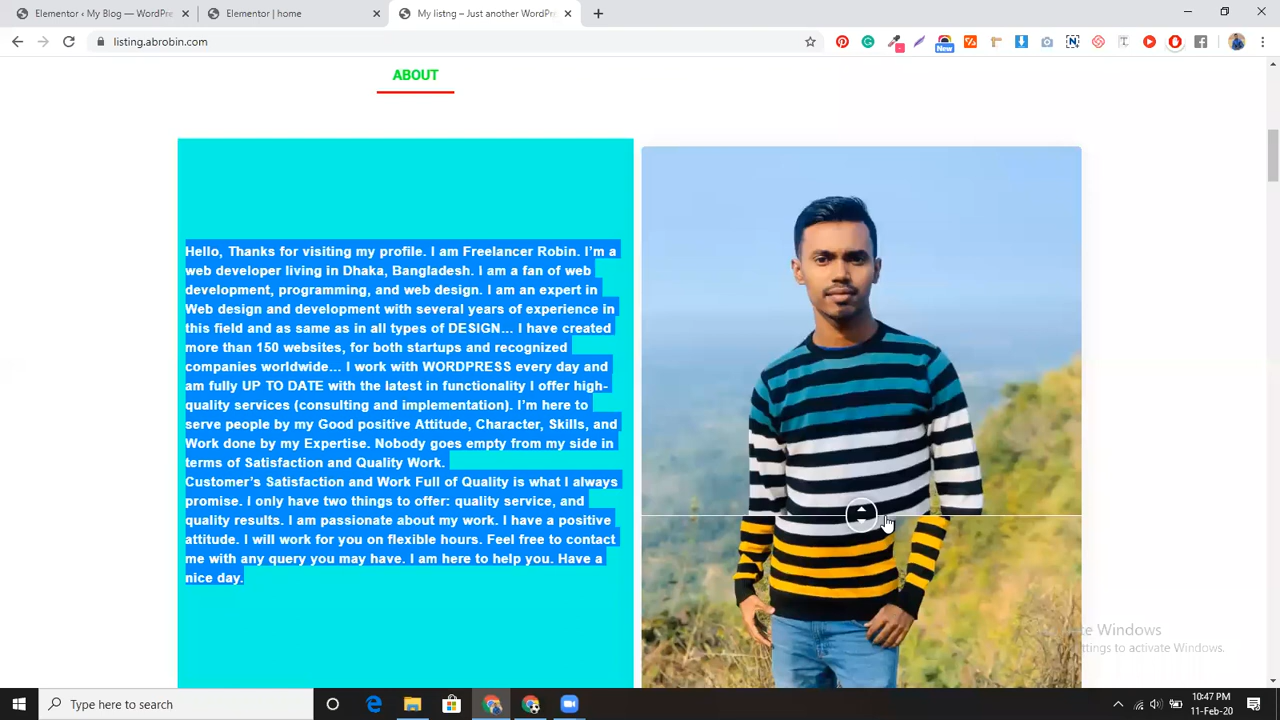 Elementor ‹ My Blog — WordPre
Elementor | home
My listng – Just another WordPre
listing.abrobin.com
New
ABOUT
Hello, Thanks for visiting my profile. I am Freelancer Robin. I’m a
web developer living in Dhaka, Bangladesh. I am a fan of web
development, programming, and web design. I am an expert in
Web design and development with several years of experience in
this field and as same as in all types of DESIGN… I have created
more than 150 websites, for both startups and recognized
companies worldwide… I work with WORDPRESS every day and
am fully UP TO DATE with the latest in functionality I offer high-
quality services (consulting and implementation). I’m here to
serve people by my Good positive Attitude, Character, Skills, and
Work done by my Expertise. Nobody goes empty from my side in
terms of Satisfaction and Quality Work.
Customer’s Satisfaction and Work Full of Quality is what I always
promise. I only have two things to offer: quality service, and
quality results. I am passionate about my work. I have a positive
attitude. I will work for you on flexible hours. Feel free to contact
me with any query you may have. I am here to help you. Have a
nice day.
Windows
ttings to activate Windows.
Type here to search
10:47 PM
11-Feb-20